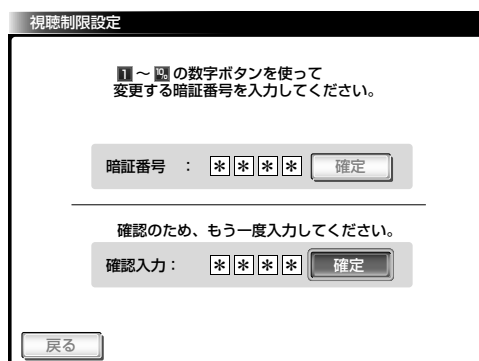 視聴制限設定
1 ～ 10/0 の数字ボタンを使って
変更する暗証番号を入力してください。
暗証番号 ： ＊＊＊＊ 確定
確認のため、もう一度入力してください。
確認入力： ＊＊＊＊ 確定
戻る